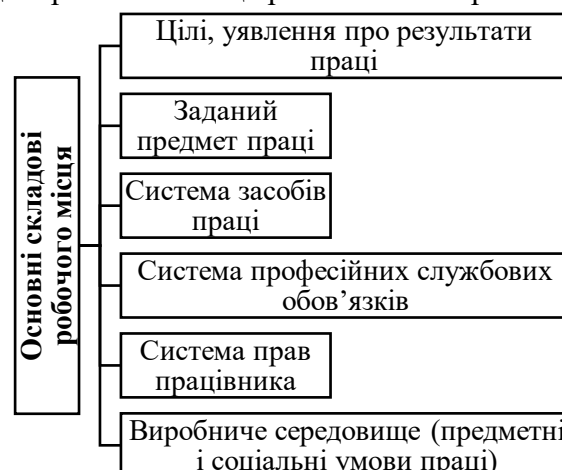 Основні складові
робочого місця
Цілі, уявлення про результати
праці
Заданий
предмет праці
Система засобів
праці
Система професійних службових
обов’язків
Система прав
працівника
Виробниче середовище (предметні
і соціальні умови праці)